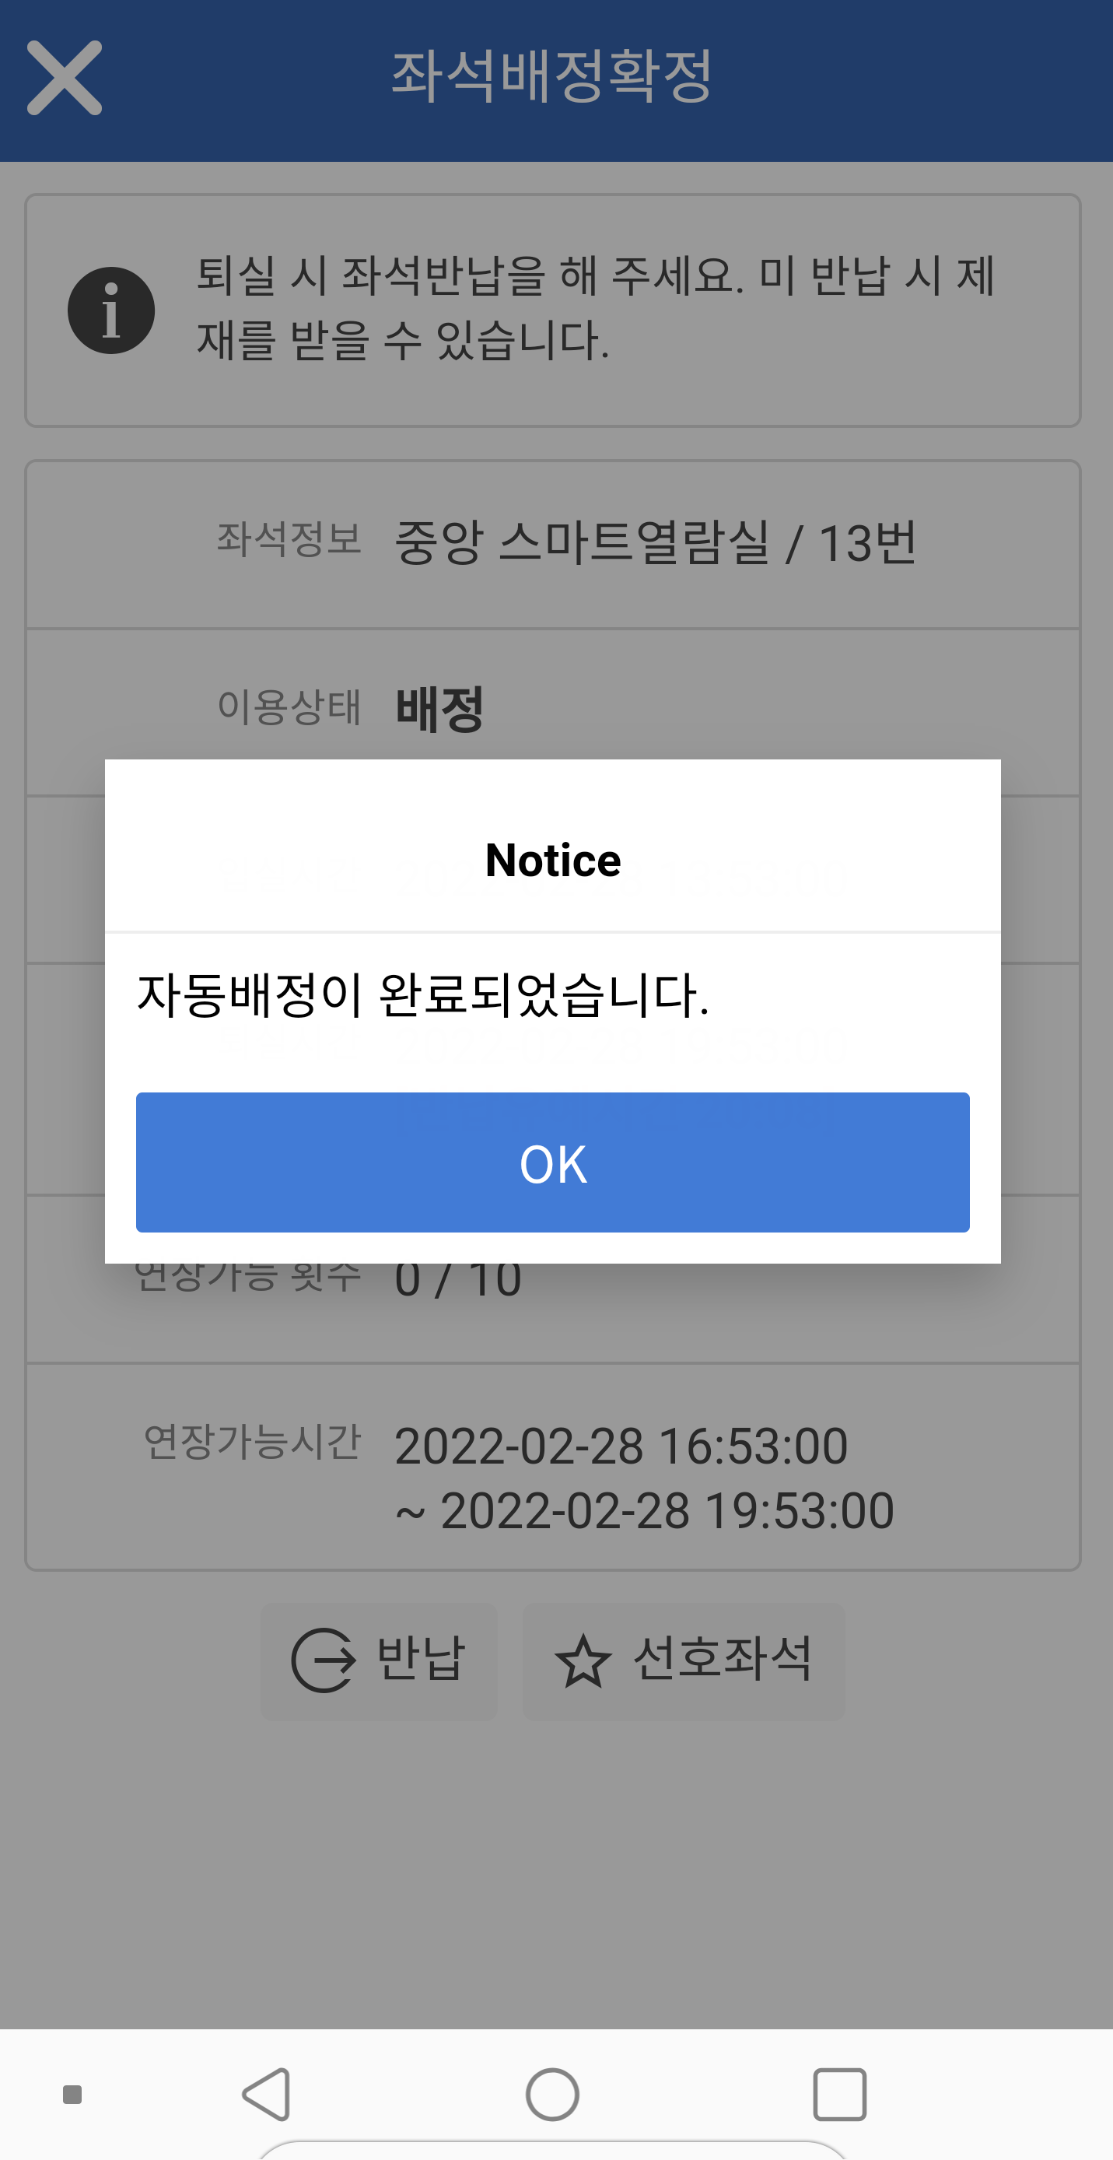 좌석배정확정
퇴실 시 좌석반납을 해 주세요. 미 반납 시 제
재를 받을 수 있습니다.
좌석정보 중앙 스마트열람실 / 13번
이용상태 배정
Notice
자동배정이 완료되었습니다.
OK
연장가능 횟수 0 / 10
연장가능시간 2022-02-28 16:53:00
~ 2022-02-28 19:53:00
반납 선호좌석